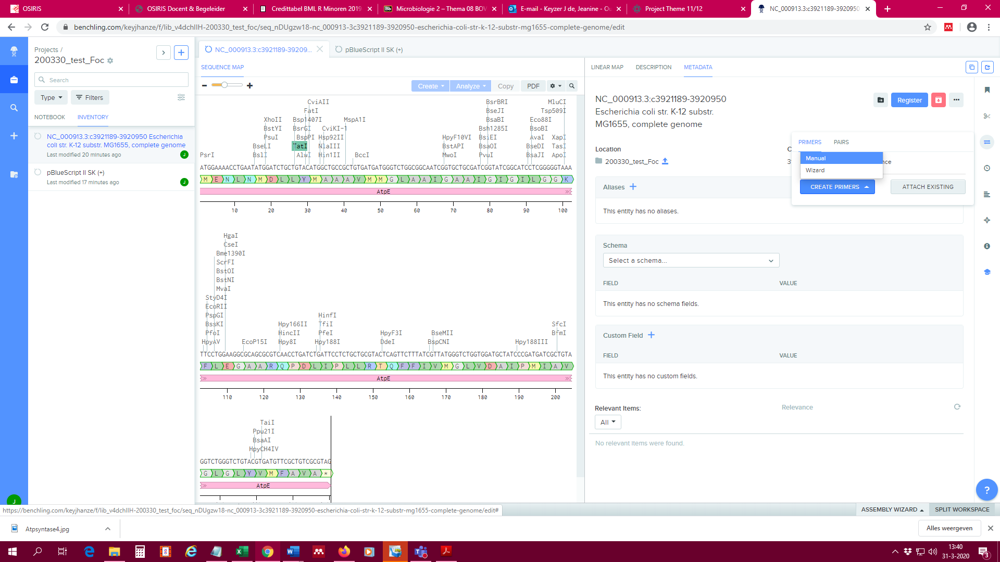 OSIRIS
OSIRIS Docent & Begeleider
Credittabel BML R Minoren 2019
Microbiologie 2 – Thema 08 BOV
E-mail - Keyzer J de, Jeanine - Ou
Project Theme 11/12
NC_000913.3:c3921189-3920950
benchling.com/keyjhanze/f/lib_v4dchIIH-200330_test_foc/seq_nDUgzw18-nc_000913-3c3921189-3920950-escherichia-coli-str-k-12-substr-mg1655-complete-genome/edit
Projects /
200330_test_Foc
Search
Type
Filters
NOTEBOOK
INVENTORY
NC_000913.3:c3921189-3920950 Escherichia
coli str. K-12 substr. MG1655, complete genome
Last modified 20 minutes ago
J
pBlueScript II SK (+)
Last modified 17 minutes ago
J
J
NC_000913.3:c3921189-39209...
pBlueScript II SK (+)
SEQUENCE MAP
Create
Analyze
Copy
PDF
CviAII BsrBRI MluCI
FatI BseJI Tsp509I
XhoII Bsp1407I MspA1I BsaBI Eco88I
BstYI BsrGI CviKI-1 Bsh1285I BsoBI
PsuI BspPI Hsp92II HpyF10VI BsiEI AvaI XapI
BseLI TatI NlaIII BstAPI BsaOI BseDI TasI
PsrI BslI AlwI Hin1II BccI MwoI PvuI BsaJI ApoI
ATGGAAAACCTGAATATGGATCTGCTGTACATGGCTGCCGCTGTGATGATGGGTCTGGCGGCAATCGGTGCTGCGATCGGTATCGGCATCCTCGGGGGTAAA
M E N L N M D L L Y M A A A V M M G L A A I G A A I G I G I L G G K
AtpE
10 20 30 40 50 60 70 80 90 100
HgaI
CseI
Bme1390I
ScrFI
BstOI
BstNI
MvaI
StyD4I
EcoRII
PspGI HinfI
BssKI Hpy166II TfiI SfcI
PfoI HincII PfeI HpyF3I BseMII BfmI
HpyAV EcoP15I Hpy8I Hpy188I DdeI BspCNI Hpy188III
TTCCTGGAAGGCGCAGCGCGTCAACCTGATCTGATTCCTCTGCTGCGTACTCAGTTCTTTATCGTTATGGGTCTGGTGGATGCTATCCCGATGATCGCTGTA
F L E G A A R Q P D L I P L L R T Q F F I V M G L V D A I P M I A V
AtpE
110 120 130 140 150 160 170 180 190 200
TaiI
Ppu21I
BsaAI
HpyCH4IV
GGTCTGGGTCTGTACGTGATGTTCGCTGTCGCGTAG
G L G L Y V M F A V A *
AtpE
LINEAR MAP
DESCRIPTION
METADATA
NC_000913.3:c3921189-3920950
Escherichia coli str. K-12 substr.
MG1655, complete genome
Register
Location
200330_test_Foc
PRIMERS
PAIRS
Manual
Wizard
CREATE PRIMERS
ATTACH EXISTING
Aliases
This entity has no aliases.
Schema
Select a schema...
FIELD
VALUE
This entity has no schema fields.
Custom Field
FIELD
VALUE
This entity has no custom fields.
Relevant Items:
Relevance
All
No relevant items were found.
?
https://benchling.com/keyjhanze/f/lib_v4dchIIH-200330_test_foc/seq_nDUgzw18-nc_000913-3c3921189-3920950-escherichia-coli-str-k-12-substr-mg1655-complete-genome/edit#
ASSEMBLY WIZARD
SPLIT WORKSPACE
Atpsyntase4.jpg
Alles weergeven
13:40
31-3-2020
3